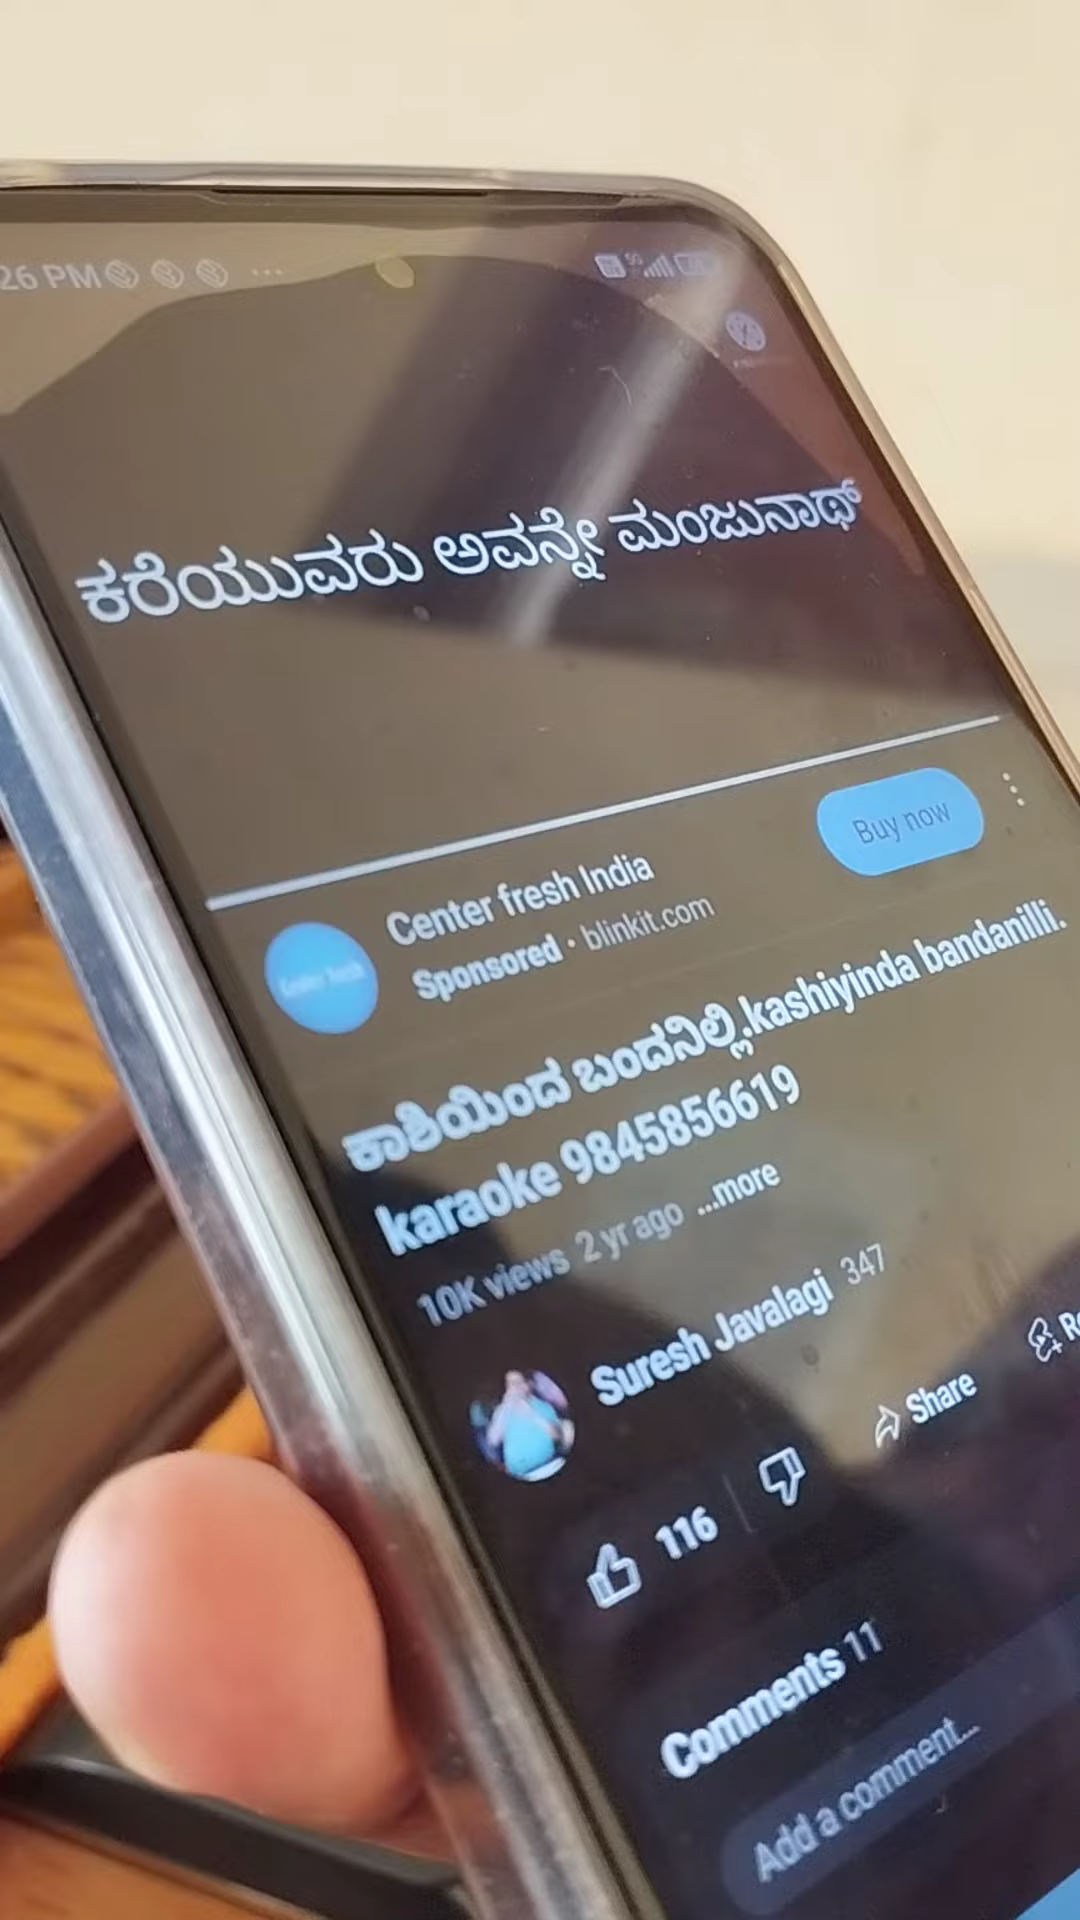 26 PM
ಕರೆಯುವರು ಅವನ್ನೇ ಮಂಜುನಾಥ್
Buy now
Center fresh India
Sponsored • blinkit.com
ಕಾಶಿಯಿಂದ ಬಂದನಿಲ್ಲಿ.kashiyinda bandanilli.
karaoke 9845856619
10K views 2 yr ago ...more
Suresh Javalagi 347
116
Share
Comments 11
Add a comment...